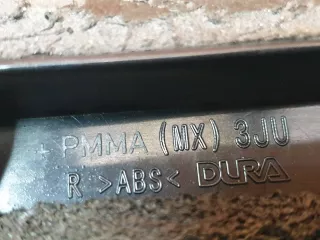 + PMMA (MX) 3JU
R >ABS< DURA